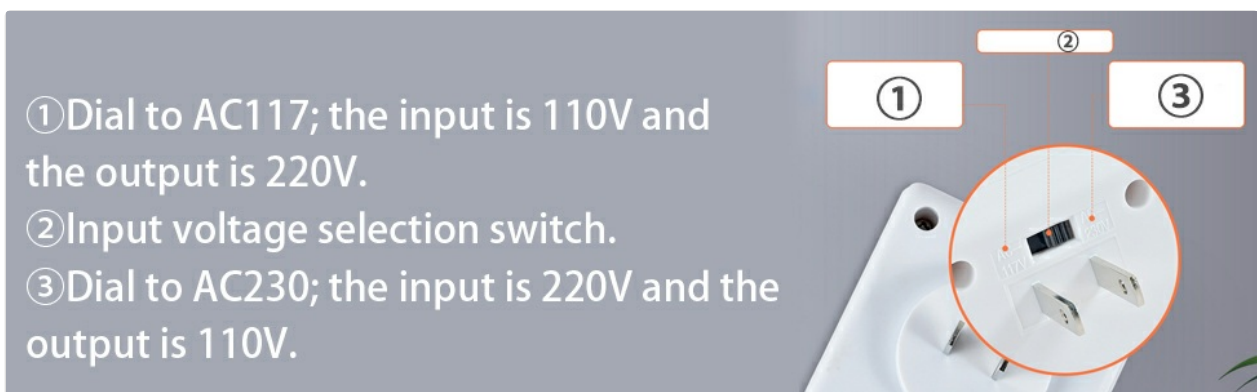 ①Dial to AC117; the input is 110V and
the output is 220V.
②Input voltage selection switch.
③Dial to AC230; the input is 220V and the
output is 110V.
②
①
③